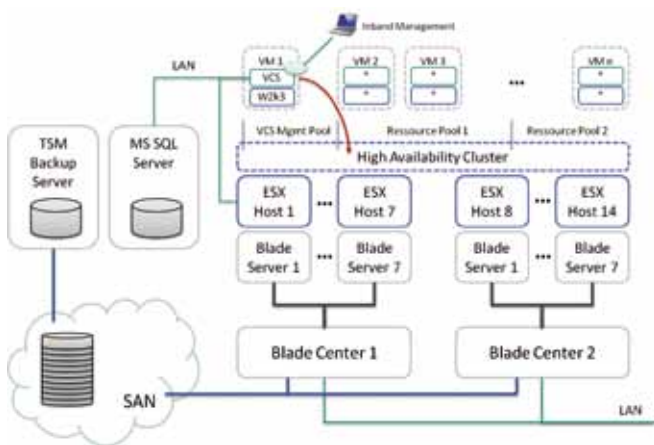 Inband Management
LAN
VM 1
VCS
W2k3
VM 2
*
*
VM 3
*
*
...
VM n
*
*
VCS Mgmt Pool
Ressource Pool 1
Ressource Pool 2
TSM
Backup
Server
MS SQL
Server
High Availability Cluster
ESX
Host 1
...
ESX
Host 7
ESX
Host 8
...
ESX
Host 14
Blade
Server 1
...
Blade
Server 7
Blade
Server 1
...
Blade
Server 7
Blade Center 1
Blade Center 2
SAN
LAN